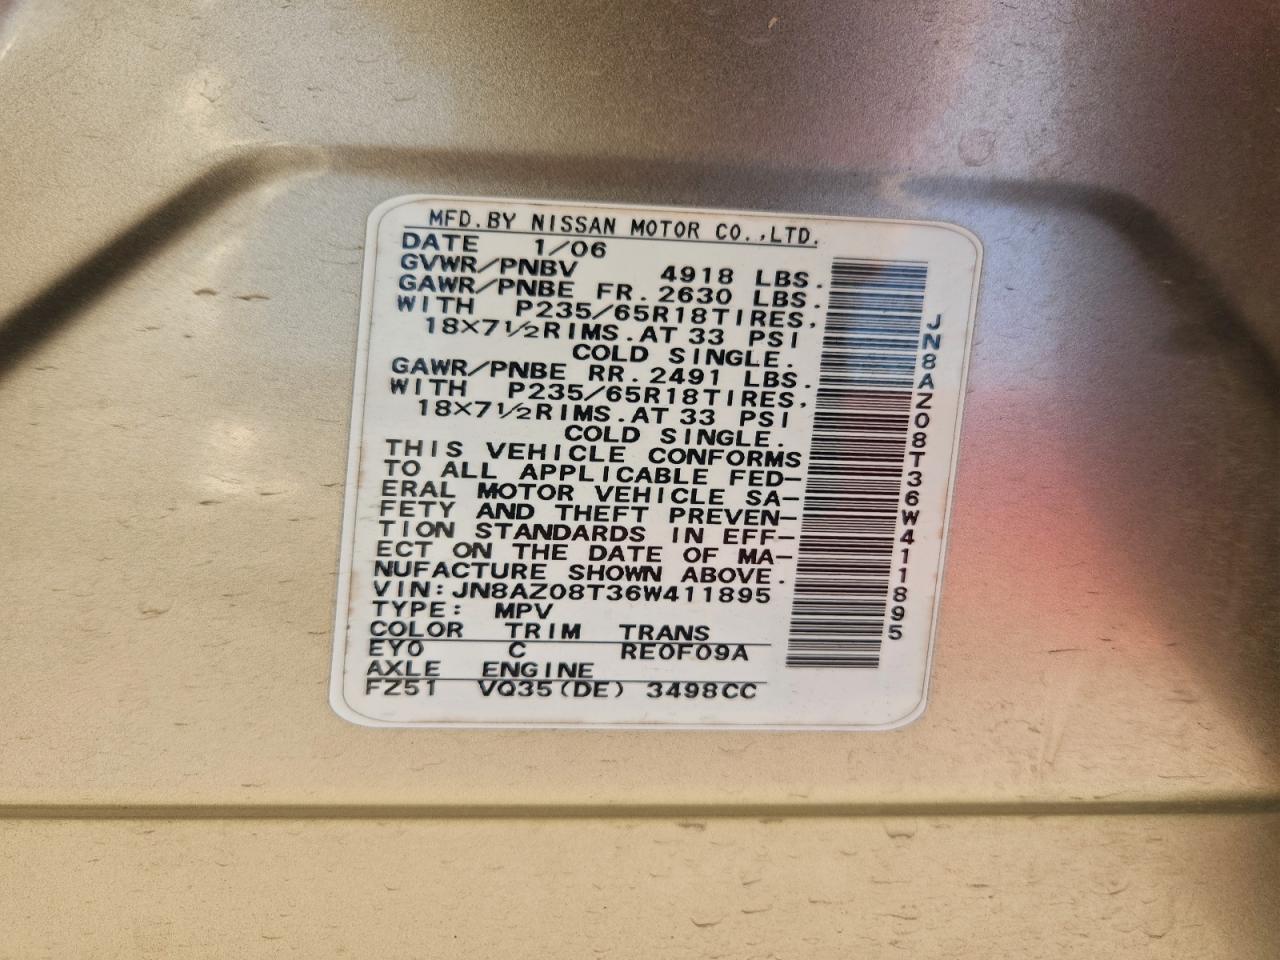 MFD.BY NISSAN MOTOR CO.,LTD.
DATE 1/06
GVWR/PNBV 4918 LBS.
GAWR/PNBE FR. 2630 LBS.
WITH P235/65R18TIRES,
18×7½RIMS.AT 33 PSI
COLD SINGLE.
GAWR/PNBE RR. 2491 LBS.
WITH P235/65R18TIRES,
18×7½RIMS.AT 33 PSI
COLD SINGLE.
THIS VEHICLE CONFORMS
TO ALL APPLICABLE FED-
ERAL MOTOR VEHICLE SA-
FETY AND THEFT PREVEN-
TION STANDARDS IN EFF-
ECT ON THE DATE OF MA-
NUFACTURE SHOWN ABOVE.
VIN:JN8AZ08T36W411895
TYPE: MPV
COLOR TRIM TRANS
EY0 C RE0F09A
AXLE ENGINE
FZ51 VQ35(DE) 3498CC
JN8AZ08T36W411895